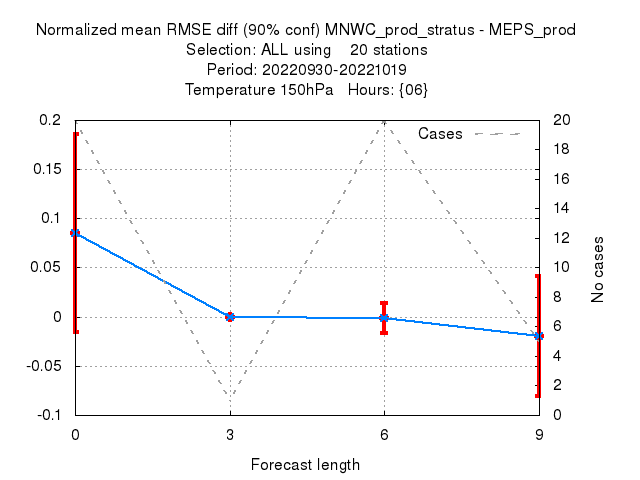 Normalized mean RMSE diff (90% conf) MNWC_prod_stratus - MEPS_prod
Selection: ALL using    20 stations
Period: 20220930-20221019
Temperature 150hPa   Hours: {06}
Cases
0.2
0.15
0.1
0.05
0
-0.05
-0.1
20
18
16
14
12
10
8
6
4
2
0
No cases
0 3 6 9
Forecast length